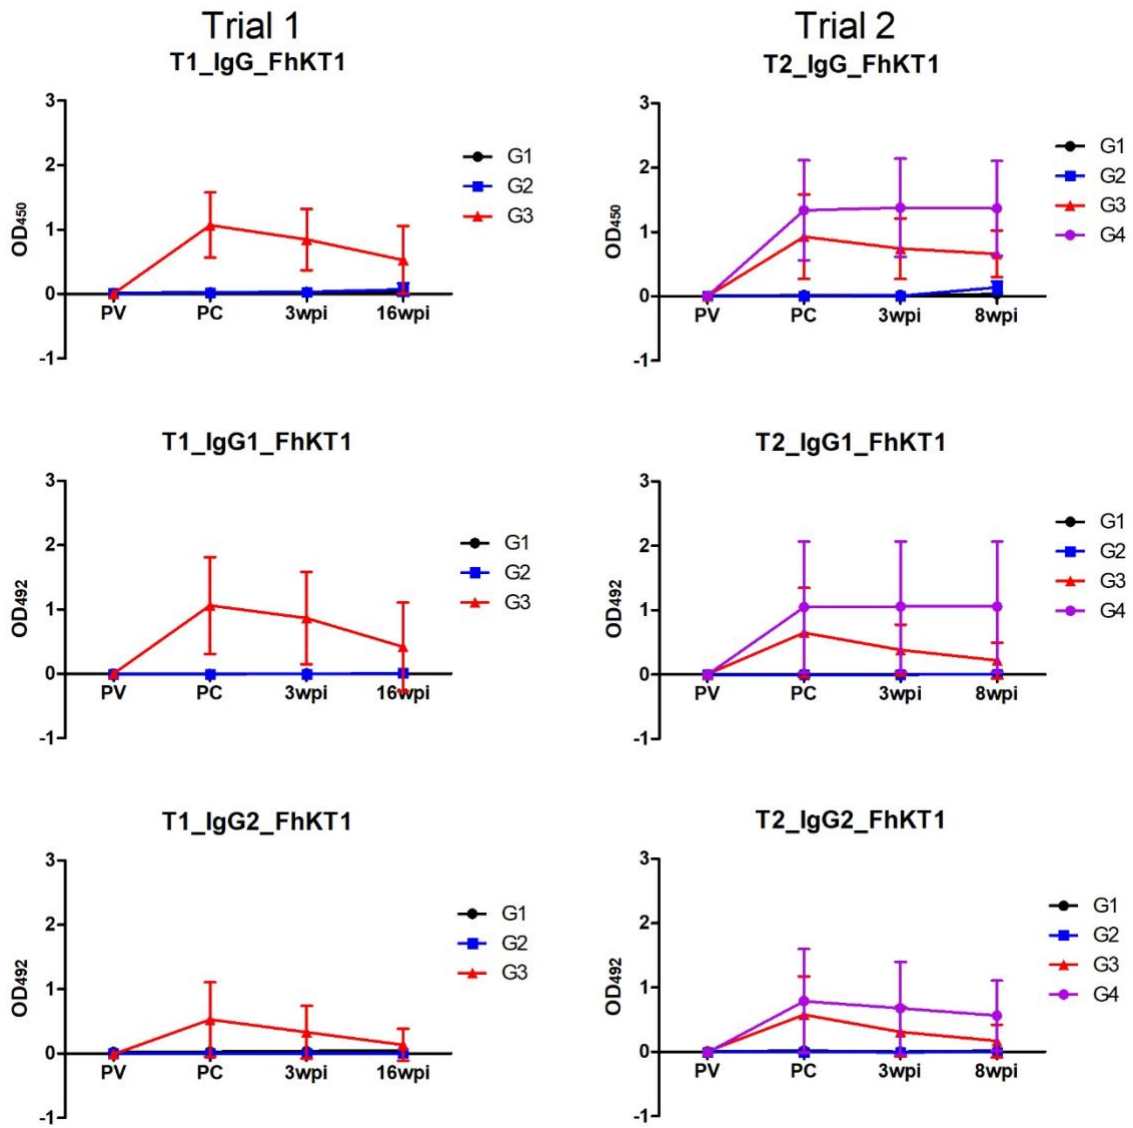 Trial 1
T1_IgG_FhKT1
3
2
1
0
-1
OD450
PV PC 3wpi 16wpi
G1
G2
G3
Trial 2
T2_IgG_FhKT1
3
2
1
0
-1
OD450
PV PC 3wpi 8wpi
G1
G2
G3
G4
T1_IgG1_FhKT1
3
2
1
0
-1
OD492
PV PC 3wpi 16wpi
G1
G2
G3
T2_IgG1_FhKT1
3
2
1
0
-1
OD492
PV PC 3wpi 8wpi
G1
G2
G3
G4
T1_IgG2_FhKT1
3
2
1
0
-1
OD492
PV PC 3wpi 16wpi
G1
G2
G3
T2_IgG2_FhKT1
3
2
1
0
-1
OD492
PV PC 3wpi 8wpi
G1
G2
G3
G4